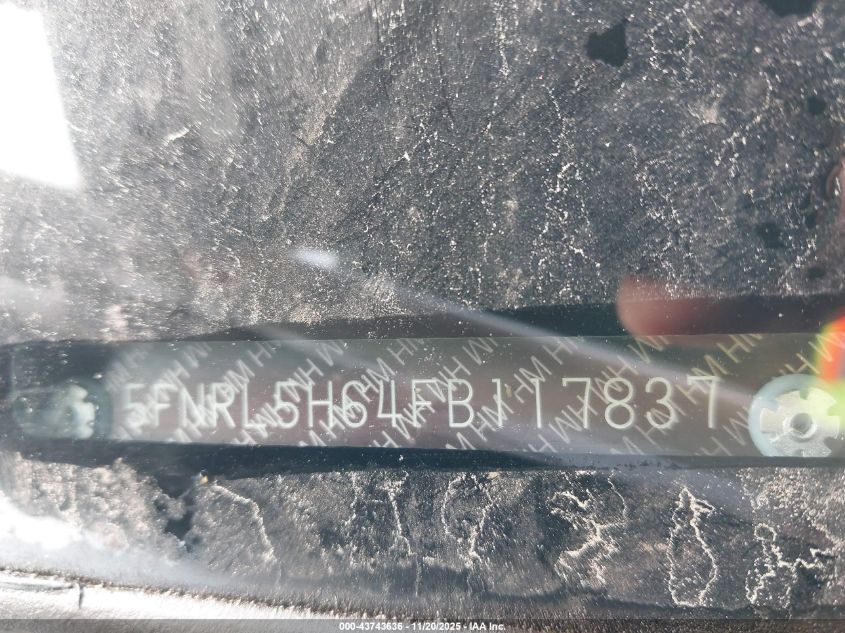 5FNRL5H64FB117837
000-43743636 - 11/20/2025 - IAA Inc.